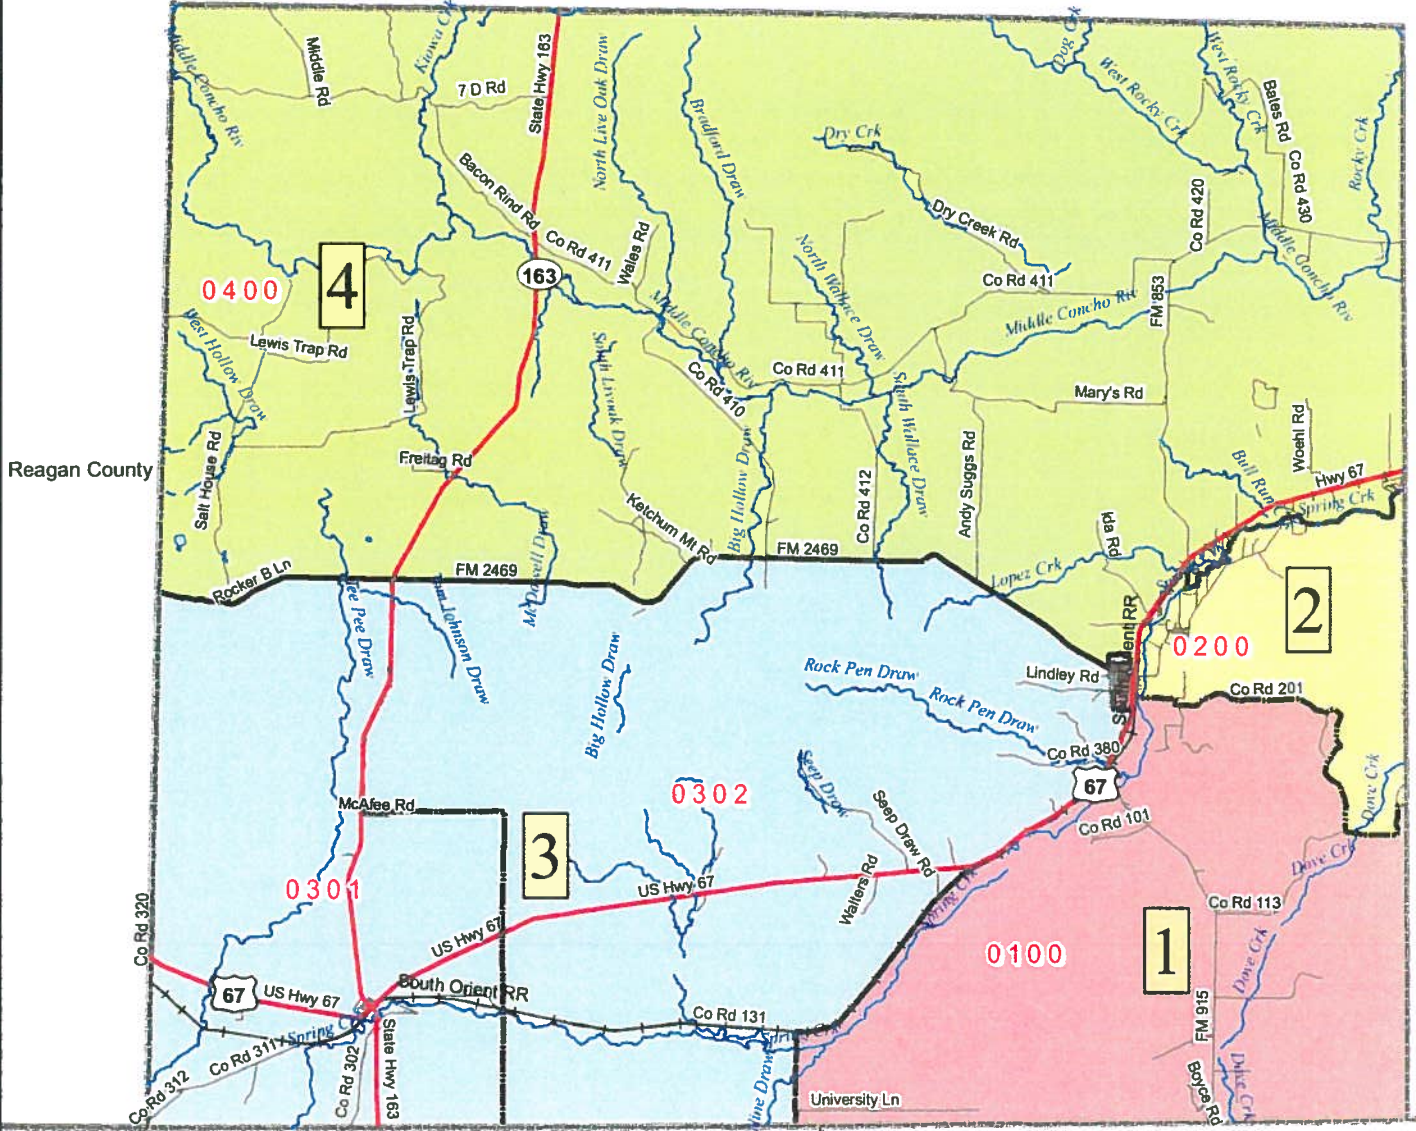 Middle Concho Riv
Middle Rd
Kiowa Crk
7 D Rd
State Hwy 163
North Live Oak Draw
Bradford Draw
Dry Crk
Dog Crk
West Rocky Crk
West Rocky Crk
Bates Rd
Co Rd 430
Rocky Crk
Bacon Rind Rd
Co Rd 411
Wales Rd
Dry Creek Rd
Co Rd 411
Co Rd 420
Middle Concho Riv
163
0400
4
North Wallace Draw
Middle Concho Riv
FM 853
West Hollow Draw
Lewis Trap Rd
Lewis Trap Rd
Middle Concho Riv
Co Rd 410
Co Rd 411
Mary's Rd
South Wallace Draw
Reagan County
Salt House Rd
Freitag Rd
Big Hollow Draw
Co Rd 412
Andy Suggs Rd
Bull Run
Woehl Rd
Hwy 67
Spring Crk
Ketchum Mt Rd
Ida Rd
FM 2469
Lopez Crk
Rocker B Ln
FM 2469
McDowell Draw
Tee Pee Draw
Johnson Draw
2
0200
Big Hollow Draw
Rock Pen Draw
Rock Pen Draw
Lindley Rd
Co Rd 201
Co Rd 380
67
Seep Draw
0302
Seep Draw Rd
Co Rd 101
Dove Crk
McAfee Rd
3
0301
US Hwy 67
Walters Rd
Spring Crk
Dove Crk
Co Rd 113
1
0100
Co Rd 320
US Hwy 67
67
US Hwy 67
South Orient RR
Co Rd 131
Spring Crk
Dove Crk
FM 915
Co Rd 311
Spring Crk
Co Rd 312
Co Rd 302
State Hwy 163
University Ln
Boyce Rd
Dove Crk